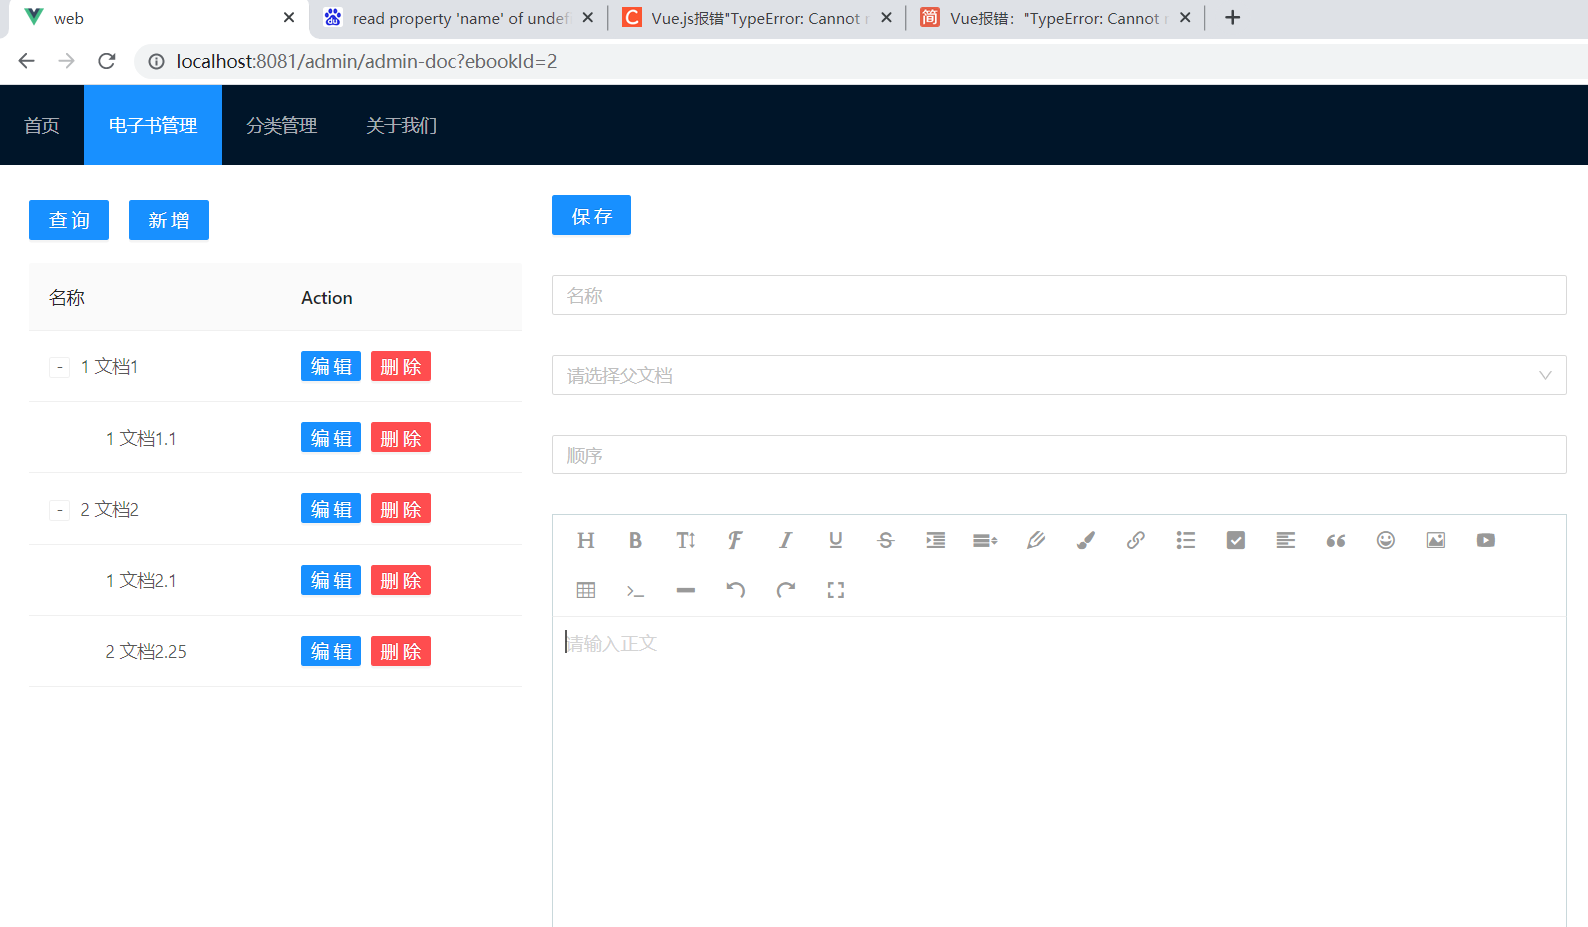 web
read property 'name' of undefi
Vue.js报错"TypeError: Cannot r
Vue报错："TypeError: Cannot r
localhost:8081/admin/admin-doc?ebookId=2
首页 电子书管理 分类管理 关于我们
查询 新增
保存
名称 Action
名称
1 文档1 编辑 删除
请选择父文档
1 文档1.1 编辑 删除
顺序
2 文档2 编辑 删除
1 文档2.1 编辑 删除
请输入正文
2 文档2.25 编辑 删除